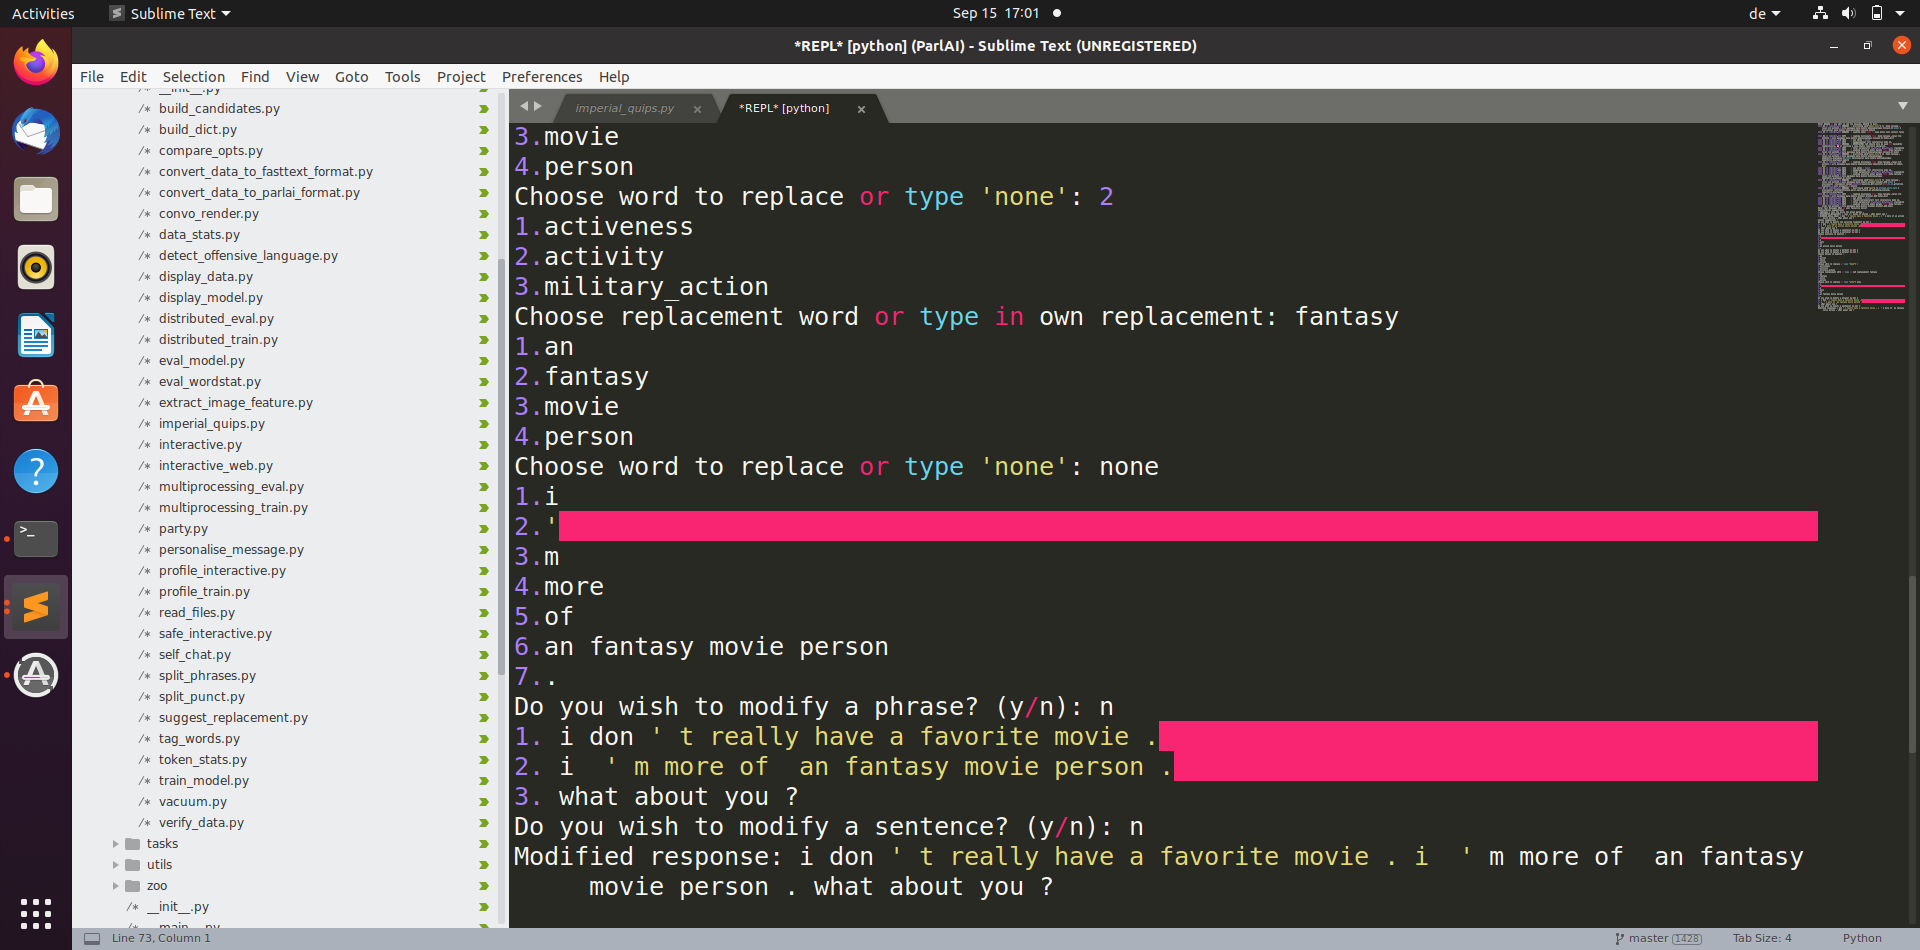 Activities
Sublime Text
Sep 15 17:01
de
*REPL* [python] (ParlAI) - Sublime Text (UNREGISTERED)
File Edit Selection Find View Goto Tools Project Preferences Help
__init__.py
build_candidates.py
build_dict.py
compare_opts.py
convert_data_to_fasttext_format.py
convert_data_to_parlai_format.py
convo_render.py
data_stats.py
detect_offensive_language.py
display_data.py
display_model.py
distributed_eval.py
distributed_train.py
eval_model.py
eval_wordstat.py
extract_image_feature.py
imperial_quips.py
interactive.py
interactive_web.py
multiprocessing_eval.py
multiprocessing_train.py
party.py
personalise_message.py
profile_interactive.py
profile_train.py
read_files.py
safe_interactive.py
self_chat.py
split_phrases.py
split_punct.py
suggest_replacement.py
tag_words.py
token_stats.py
train_model.py
vacuum.py
verify_data.py
tasks
utils
zoo
__init__.py
__main__.py
imperial_quips.py
*REPL* [python]
3.movie
4.person
Choose word to replace or type 'none': 2
1.activeness
2.activity
3.military_action
Choose replacement word or type in own replacement: fantasy
1.an
2.fantasy
3.movie
4.person
Choose word to replace or type 'none': none
1.i
2.'
3.m
4.more
5.of
6.an fantasy movie person
7..
Do you wish to modify a phrase? (y/n): n
1. i don ' t really have a favorite movie .
2. i  ' m more of  an fantasy movie person .
3. what about you ?
Do you wish to modify a sentence? (y/n): n
Modified response: i don ' t really have a favorite movie . i  ' m more of  an fantasy
movie person . what about you ?
Line 73, Column 1
master 1428
Tab Size: 4
Python